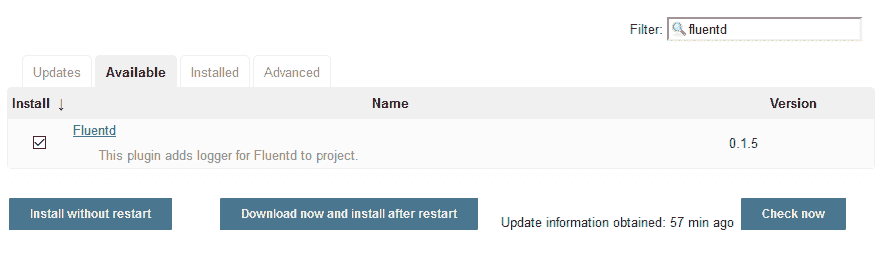 Filter: fluentd
Updates Available Installed Advanced
Install ↓ Name Version
Fluentd
This plugin adds logger for Fluentd to project.
0.1.5
Install without restart Download now and install after restart Update information obtained: 57 min ago Check now